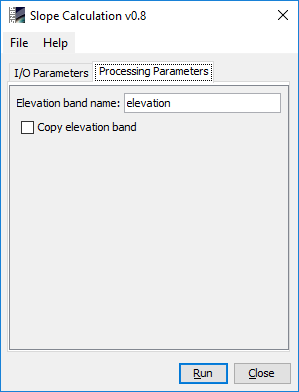 Slope Calculation v0.8
File Help
I/O Parameters Processing Parameters
Elevation band name: elevation
Copy elevation band
Run Close